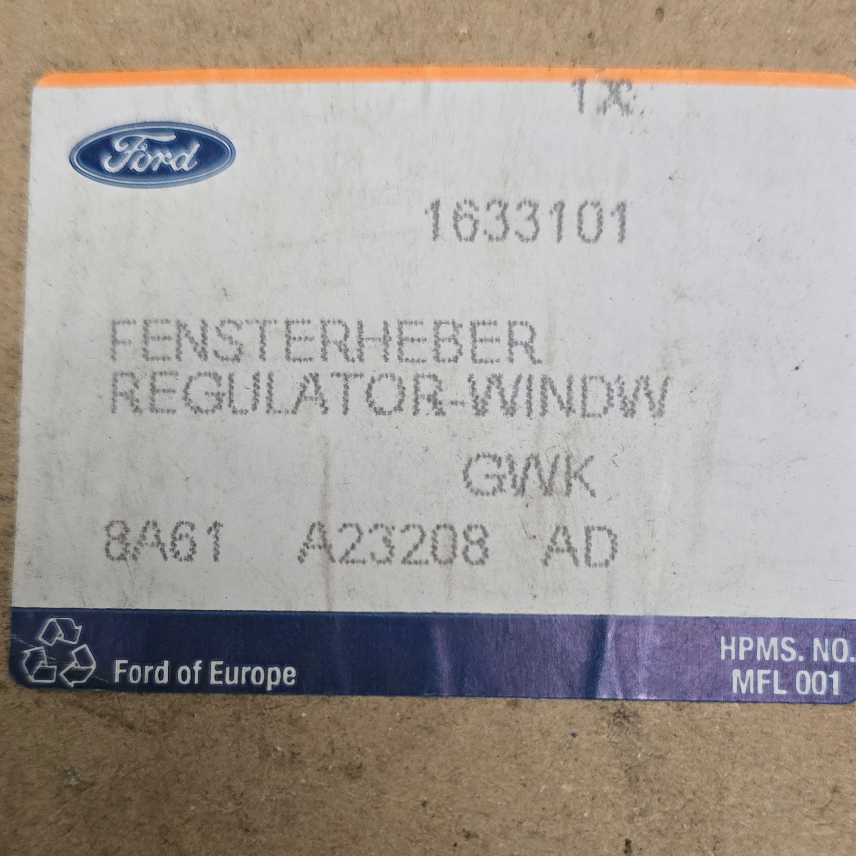 1X
Ford
1633101
FENSTERHEBER
REGULATOR-WINDW
GWK
8A61 A23208 AD
Ford of Europe
HPMS. NO.
MFL 001